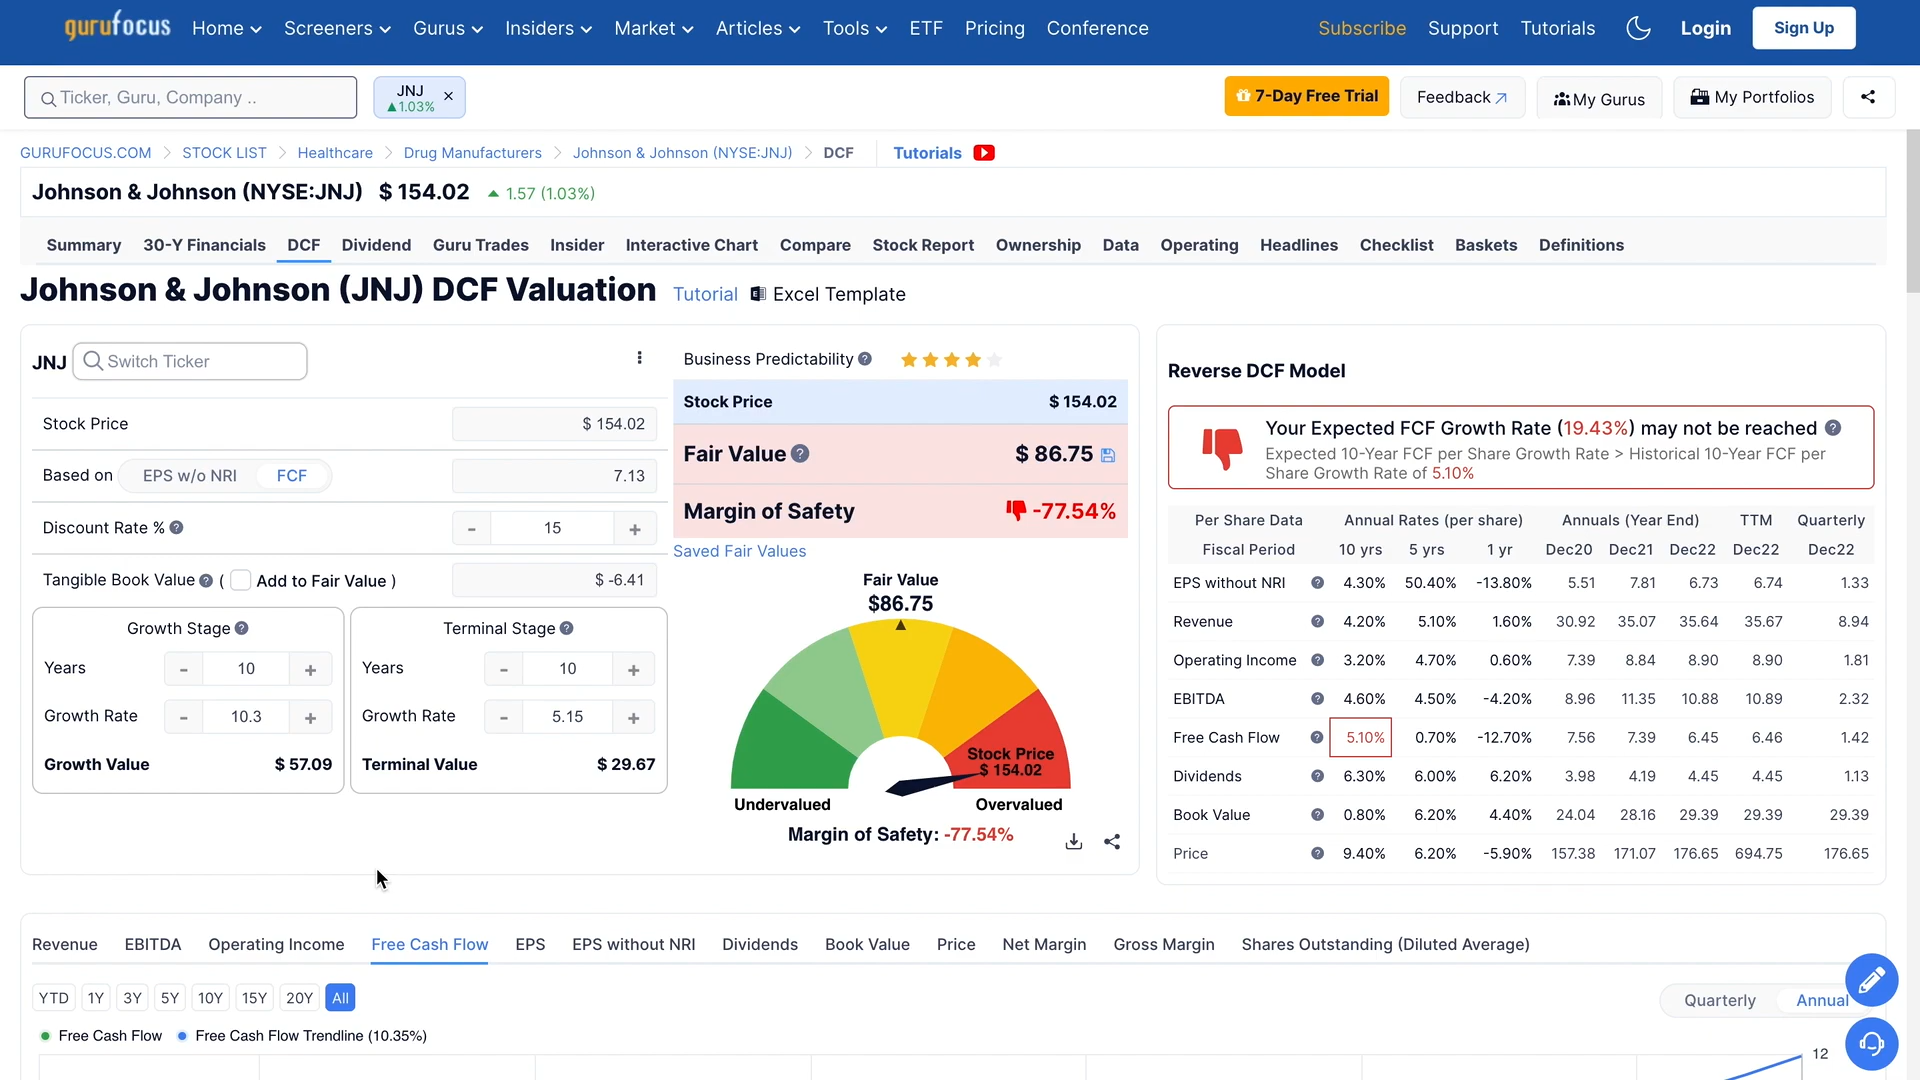 gurufocus Home Screeners Gurus Insiders Market Articles Tools ETF Pricing Conference Subscribe Support Tutorials Login Sign Up
Ticker, Guru, Company ..
JNJ
1.03%
7-Day Free Trial Feedback My Gurus My Portfolios
GURUFOCUS.COM STOCK LIST Healthcare Drug Manufacturers Johnson & Johnson (NYSE:JNJ) DCF Tutorials
Johnson & Johnson (NYSE:JNJ) $ 154.02 1.57 (1.03%)
Summary 30-Y Financials DCF Dividend Guru Trades Insider Interactive Chart Compare Stock Report Ownership Data Operating Headlines Checklist Baskets Definitions
Johnson & Johnson (JNJ) DCF Valuation Tutorial Excel Template
JNJ Switch Ticker
Stock Price $ 154.02
Based on EPS w/o NRI FCF 7.13
Discount Rate % ? - 15 +
Tangible Book Value ? ( Add to Fair Value ) $ -6.41
Growth Stage ?
Years - 10 +
Growth Rate - 10.3 +
Growth Value $ 57.09
Terminal Stage ?
Years - 10 +
Growth Rate - 5.15 +
Terminal Value $ 29.67
Business Predictability ?
Stock Price $ 154.02
Fair Value ? $ 86.75
Margin of Safety -77.54%
Saved Fair Values
Fair Value
$86.75
Stock Price
$ 154.02
Undervalued Overvalued
Margin of Safety: -77.54%
Reverse DCF Model
Your Expected FCF Growth Rate (19.43%) may not be reached ?
Expected 10-Year FCF per Share Growth Rate > Historical 10-Year FCF per
Share Growth Rate of 5.10%
Per Share Data Annual Rates (per share) Annuals (Year End) TTM Quarterly
Fiscal Period 10 yrs 5 yrs 1 yr Dec20 Dec21 Dec22 Dec22 Dec22
EPS without NRI ? 4.30% 50.40% -13.80% 5.51 7.81 6.73 6.74 1.33
Revenue ? 4.20% 5.10% 1.60% 30.92 35.07 35.64 35.67 8.94
Operating Income ? 3.20% 4.70% 0.60% 7.39 8.84 8.90 8.90 1.81
EBITDA ? 4.60% 4.50% -4.20% 8.96 11.35 10.88 10.89 2.32
Free Cash Flow ? 5.10% 0.70% -12.70% 7.56 7.39 6.45 6.46 1.42
Dividends ? 6.30% 6.00% 6.20% 3.98 4.19 4.45 4.45 1.13
Book Value ? 0.80% 6.20% 4.40% 24.04 28.16 29.39 29.39 29.39
Price ? 9.40% 6.20% -5.90% 157.38 171.07 176.65 694.75 176.65
Revenue EBITDA Operating Income Free Cash Flow EPS EPS without NRI Dividends Book Value Price Net Margin Gross Margin Shares Outstanding (Diluted Average)
YTD 1Y 3Y 5Y 10Y 15Y 20Y All
Quarterly Annual
Free Cash Flow Free Cash Flow Trendline (10.35%)
12